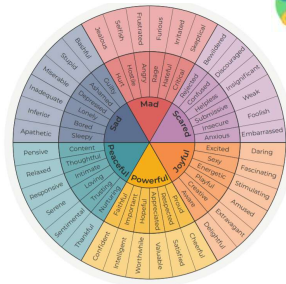 Mad
Scared
Joyful
Powerful
Peaceful
Sad
Hurt
Hostile
Angry
Rage
Hateful
Critical
Rejected
Confused
Helpless
Submissive
Insecure
Anxious
Excited
Sexy
Energetic
Playful
Creative
Aware
Proud
Respected
Appreciated
Hopeful
Important
Faithful
Nurturing
Trusting
Loving
Intimate
Thoughtful
Content
Sleepy
Bored
Lonely
Depressed
Ashamed
Guilty
Jealous
Selfish
Frustrated
Furious
Irritated
Skeptical
Bewildered
Discouraged
Insignificant
Weak
Foolish
Embarrassed
Daring
Fascinating
Stimulating
Amused
Extravagant
Delightful
Cheerful
Satisfied
Valuable
Worthwhile
Intelligent
Confident
Thankful
Sentimental
Serene
Responsive
Relaxed
Pensive
Apathetic
Inferior
Inadequate
Miserable
Stupid
Bashful